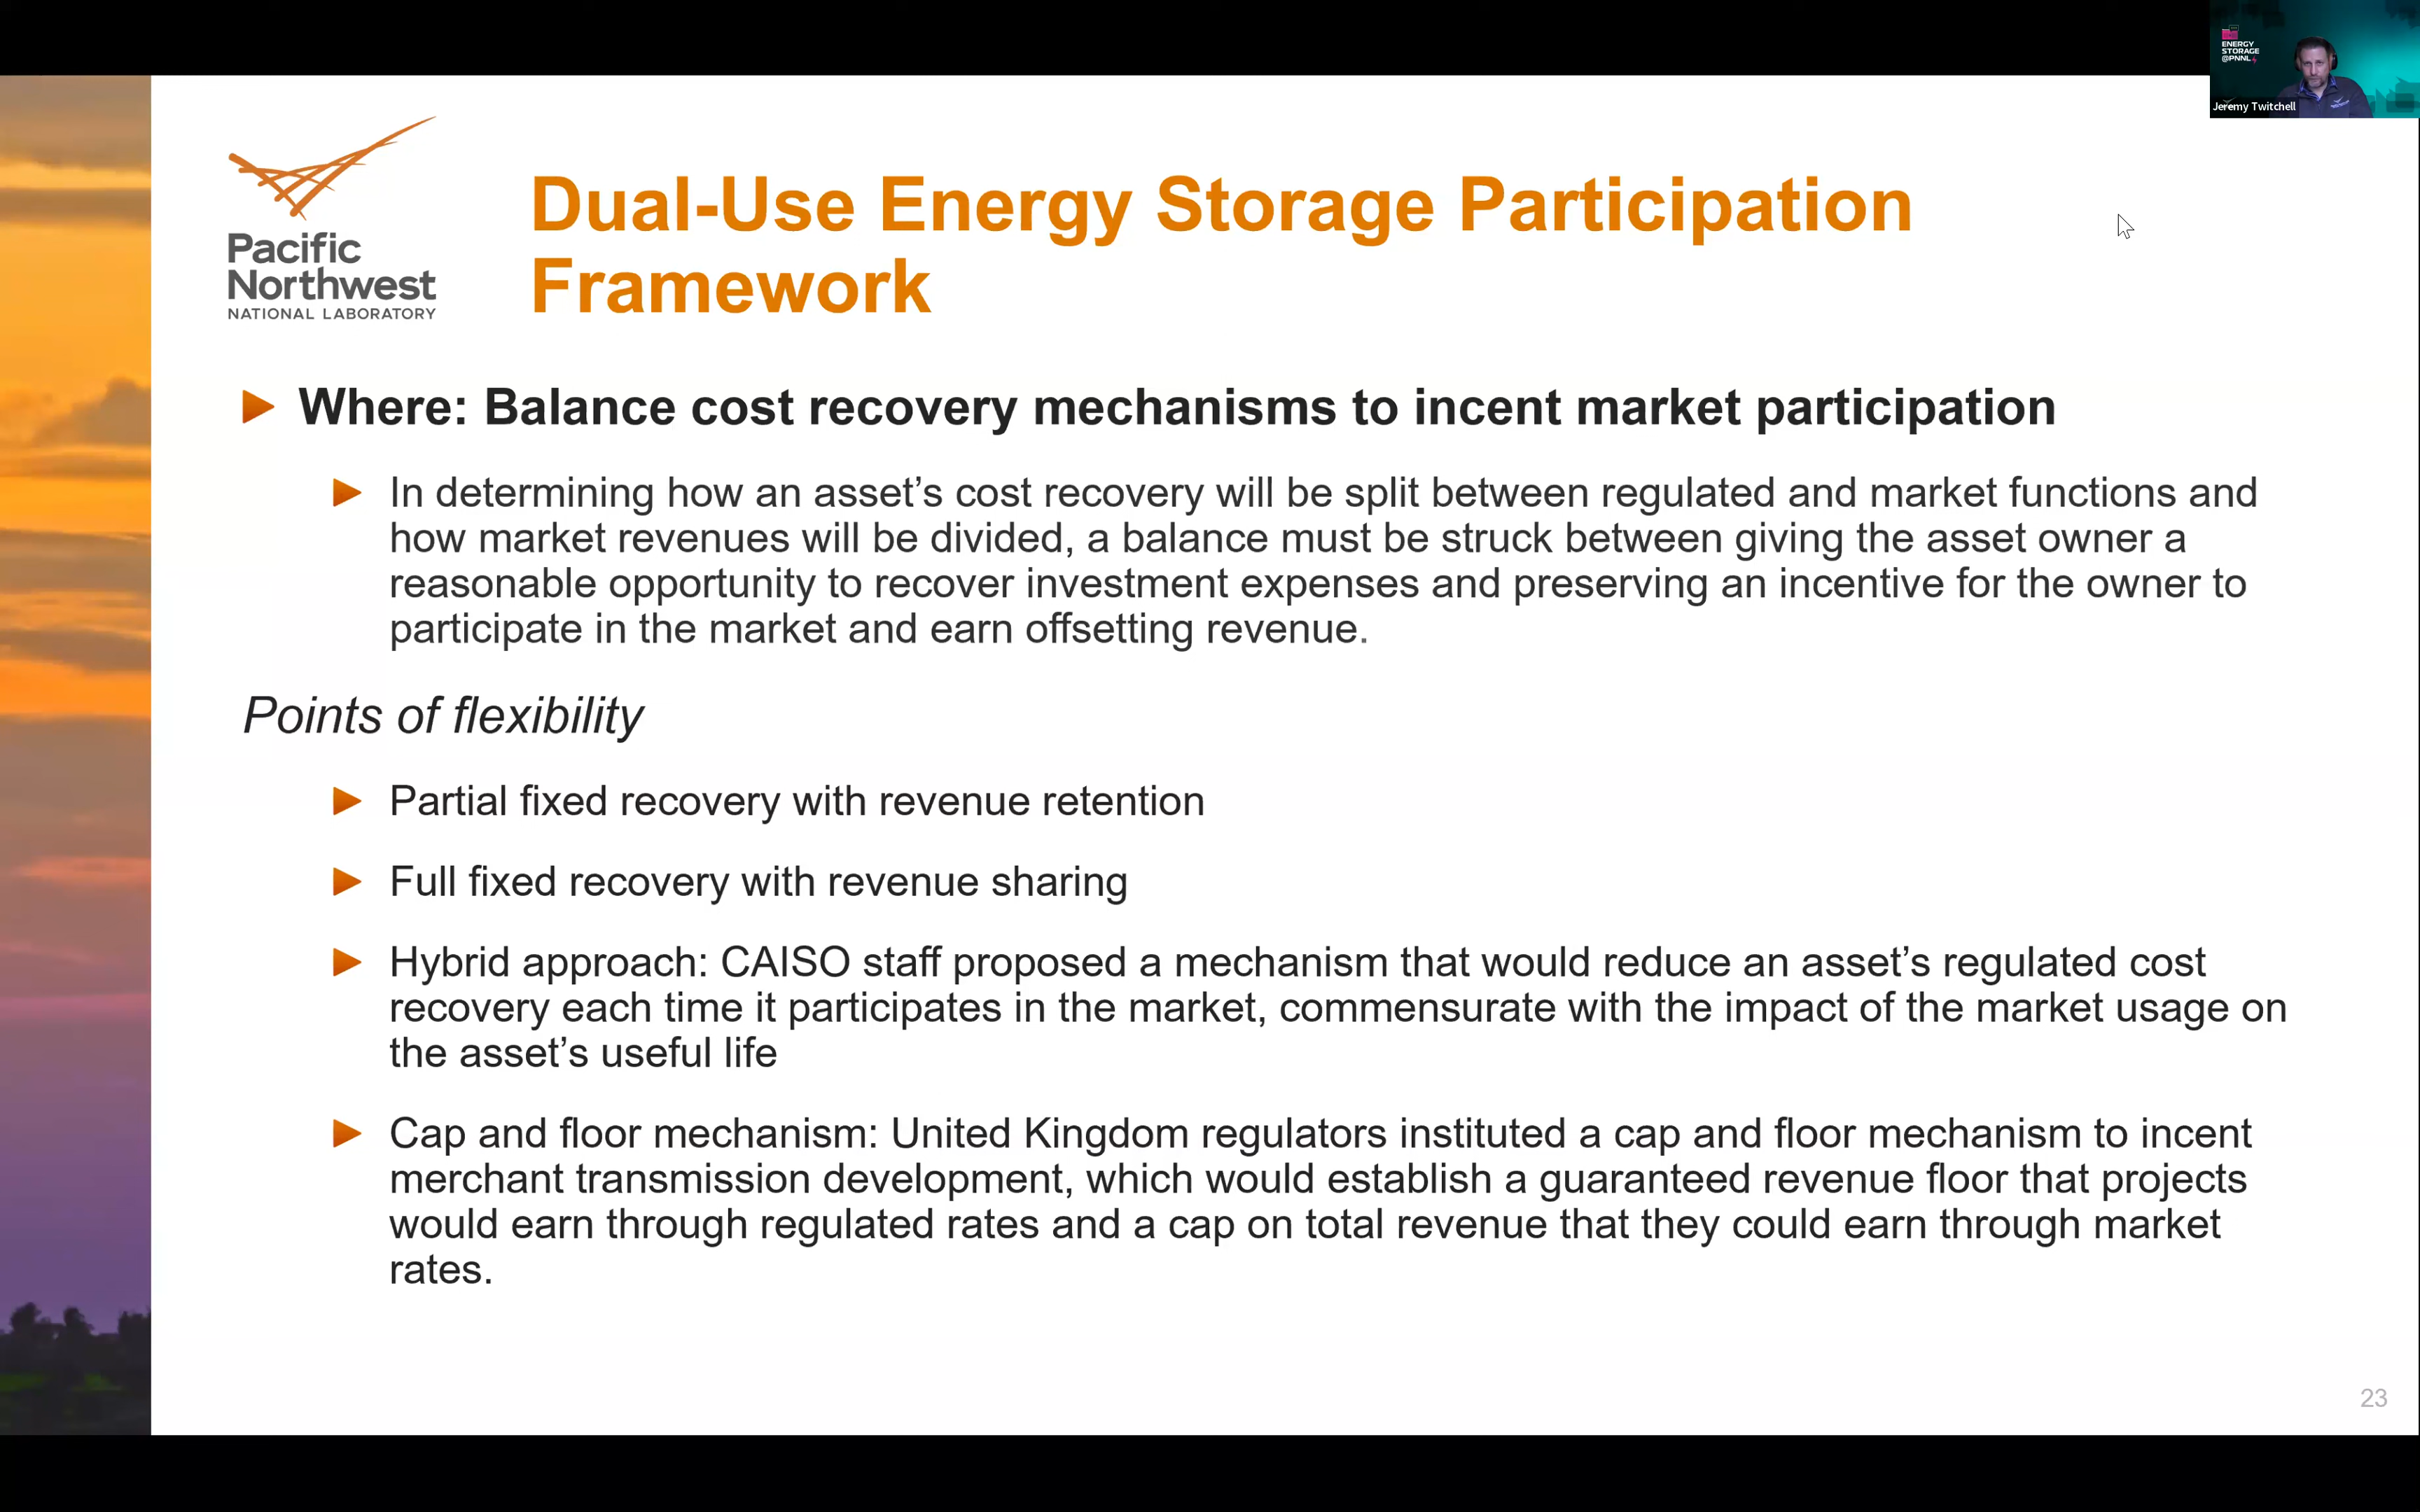 ENERGY
STORAGE
@PNNL
Jeremy Twitchell
Pacific
Northwest
NATIONAL LABORATORY
Dual-Use Energy Storage Participation
Framework
Where: Balance cost recovery mechanisms to incent market participation
In determining how an asset’s cost recovery will be split between regulated and market functions and
how market revenues will be divided, a balance must be struck between giving the asset owner a
reasonable opportunity to recover investment expenses and preserving an incentive for the owner to
participate in the market and earn offsetting revenue.
Points of flexibility
Partial fixed recovery with revenue retention
Full fixed recovery with revenue sharing
Hybrid approach: CAISO staff proposed a mechanism that would reduce an asset’s regulated cost
recovery each time it participates in the market, commensurate with the impact of the market usage on
the asset’s useful life
Cap and floor mechanism: United Kingdom regulators instituted a cap and floor mechanism to incent
merchant transmission development, which would establish a guaranteed revenue floor that projects
would earn through regulated rates and a cap on total revenue that they could earn through market
rates.
23